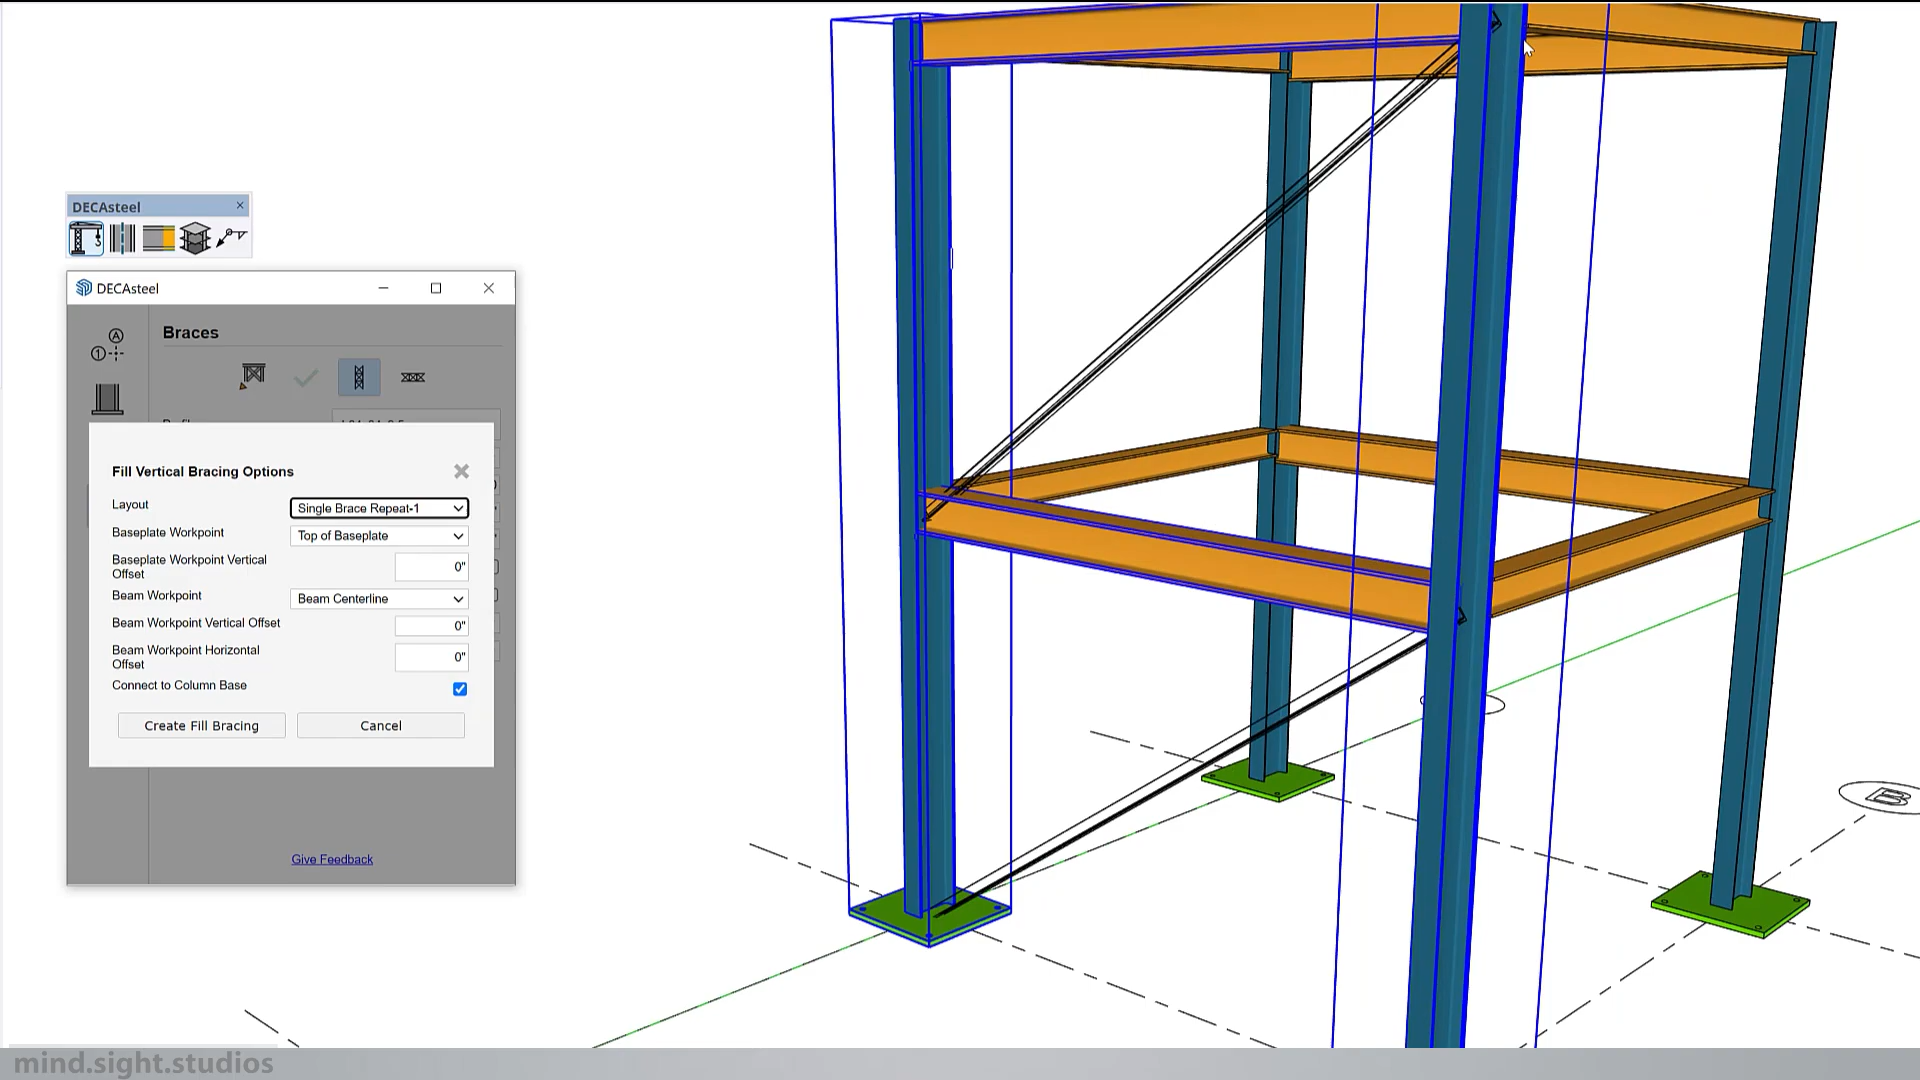 DECAsteel
DECAsteel
A
1
Braces
Fill Vertical Bracing Options
Layout
Single Brace Repeat-1
Baseplate Workpoint
Top of Baseplate
Baseplate Workpoint Vertical
Offset
0"
Beam Workpoint
Beam Centerline
Beam Workpoint Vertical Offset
0"
Beam Workpoint Horizontal
Offset
0"
Connect to Column Base
Create Fill Bracing
Cancel
Give Feedback
B
mind.sight.studios